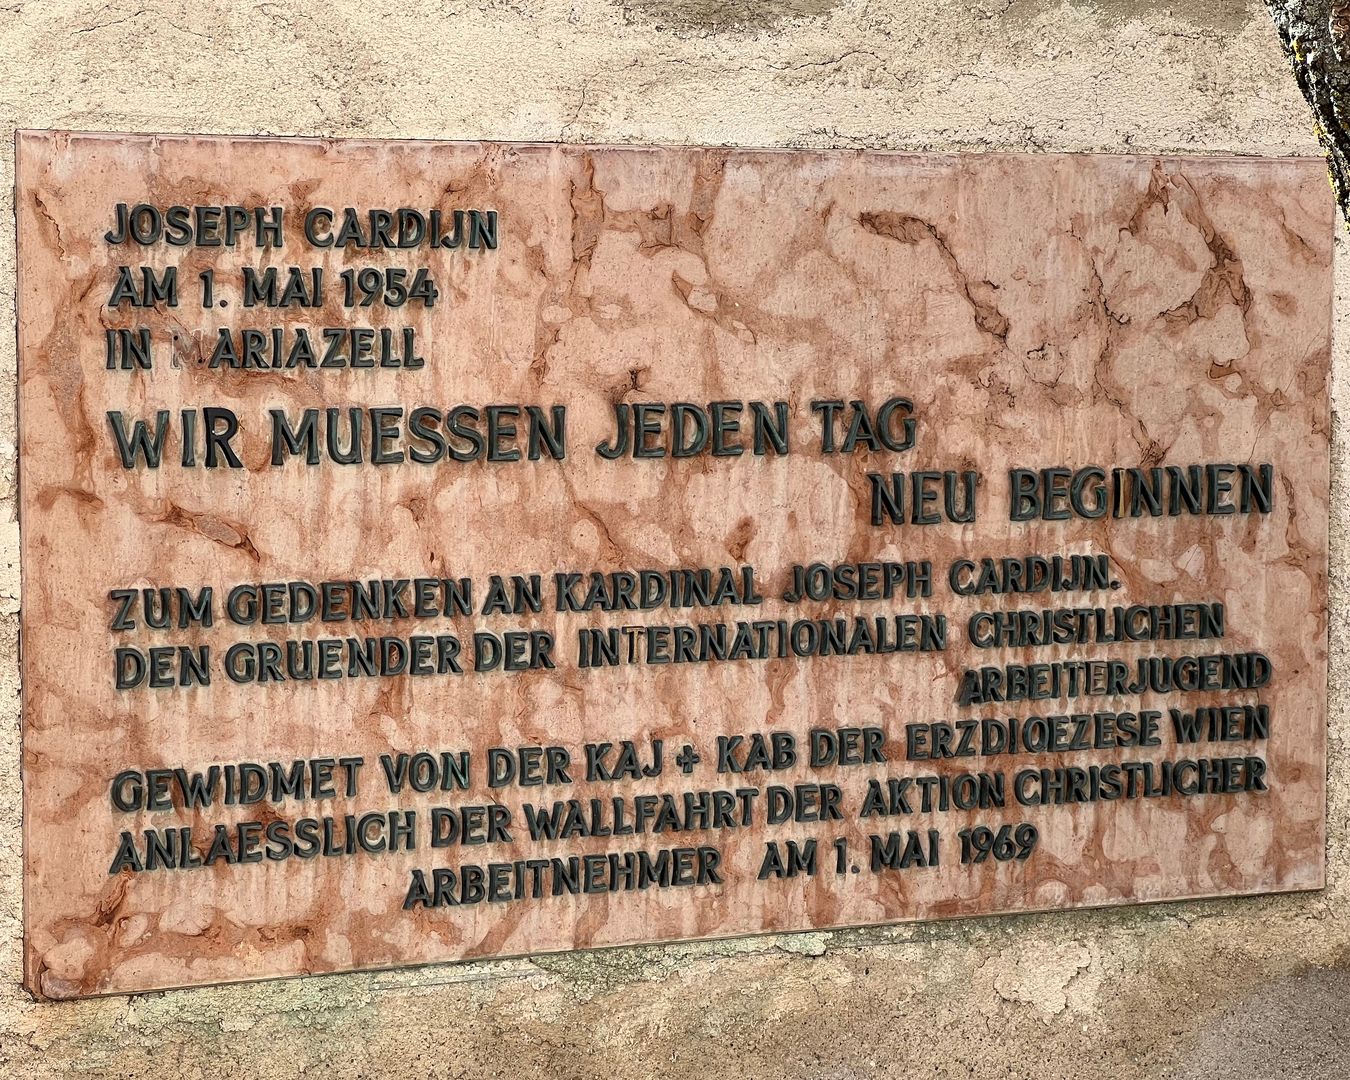 JOSEPH CARDIJN
AM 1. MAI 1954
IN MARIAZELL
WIR MUESSEN JEDEN TAG
NEU BEGINNEN
ZUM GEDENKEN AN KARDINAL JOSEPH CARDIJN.
DEN GRUENDER DER INTERNATIONALEN CHRISTLICHEN
ARBEITERJUGEND
GEWIDMET VON DER KAJ + KAB DER ERZDIOEZESE WIEN
ANLAESSLICH DER WALLFAHRT DER AKTION CHRISTLICHER
ARBEITNEHMER AM 1. MAI 1969